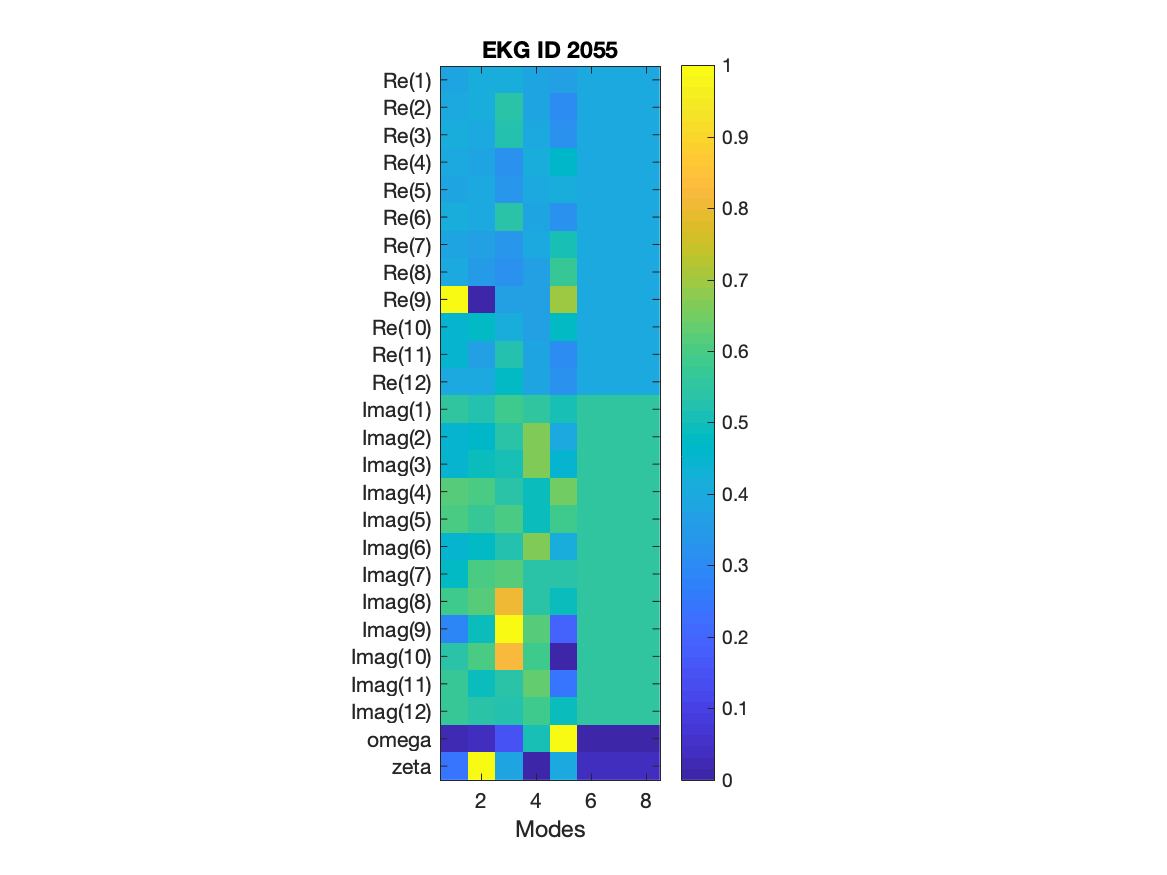 EKG ID 2055
Re(1)
Re(2)
Re(3)
Re(4)
Re(5)
Re(6)
Re(7)
Re(8)
Re(9)
Re(10)
Re(11)
Re(12)
Imag(1)
Imag(2)
Imag(3)
Imag(4)
Imag(5)
Imag(6)
Imag(7)
Imag(8)
Imag(9)
Imag(10)
Imag(11)
Imag(12)
omega
zeta
2 4 6 8
Modes
1
0.9
0.8
0.7
0.6
0.5
0.4
0.3
0.2
0.1
0